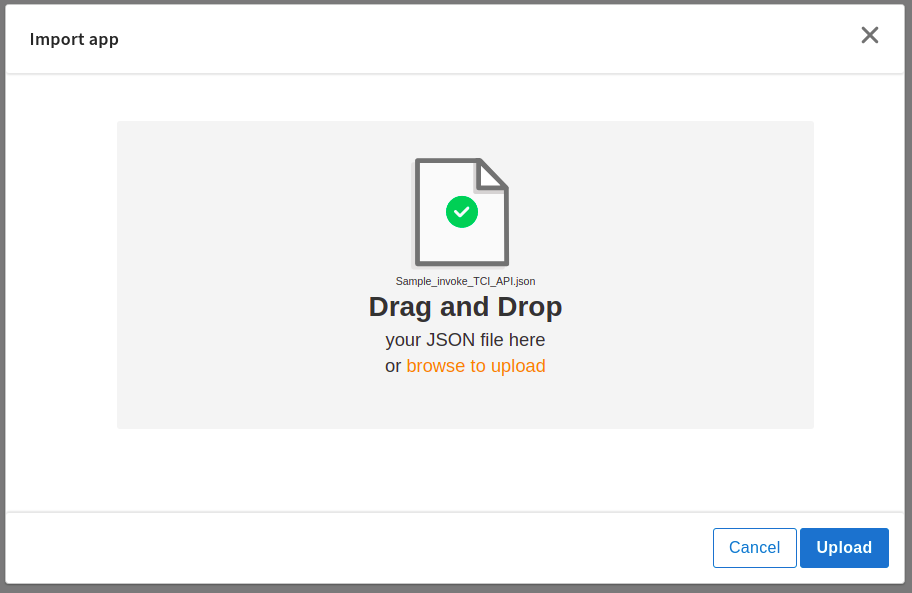 Import app
Sample_invoke_TCI_API.json
Drag and Drop
your JSON file here
or browse to upload
Cancel
Upload